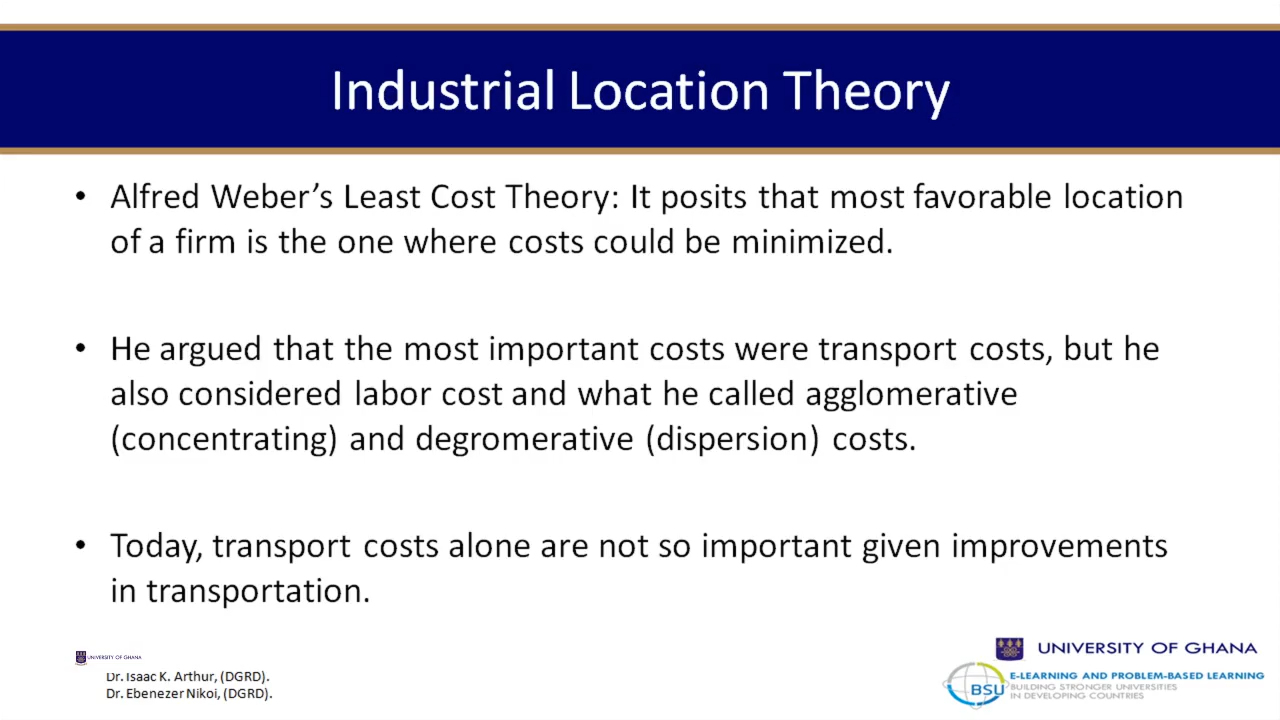 Industrial Location Theory
• Alfred Weber’s Least Cost Theory: It posits that most favorable location
of a firm is the one where costs could be minimized.
• He argued that the most important costs were transport costs, but he
also considered labor cost and what he called agglomerative
(concentrating) and degromerative (dispersion) costs.
• Today, transport costs alone are not so important given improvements
in transportation.
UNIVERSITY OF GHANA
Dr. Isaac K. Arthur, (DGRD).
Dr. Ebenezer Nikoi, (DGRD).
UNIVERSITY OF GHANA
BSU
E-LEARNING AND PROBLEM-BASED LEARNING
BUILDING STRONGER UNIVERSITIES
IN DEVELOPING COUNTRIES